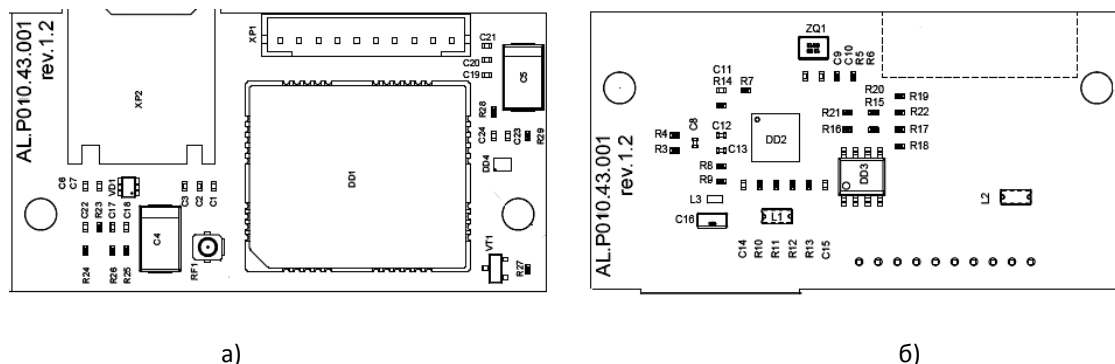 AL.P010.43.001
rev.1.2
XP2
XP1
C21
C20
C19
C5
R28
C24
C23
R29
DD4
DD1
C6
C7
VD1
C3
C2
C1
C22
R23
C17
C18
C4
RF1
R24
R26
R25
VT1
R27
а)
AL.P010.43.001
rev.1.2
ZQ1
C9
C10
R5
R6
C11
R14
R7
R20
R15
R19
R21
R22
R16
R17
R18
R4
R3
C8
C12
C13
DD2
DD3
R8
R9
L3
C16
L1
L2
C14
R10
R11
R12
R13
C15
б)